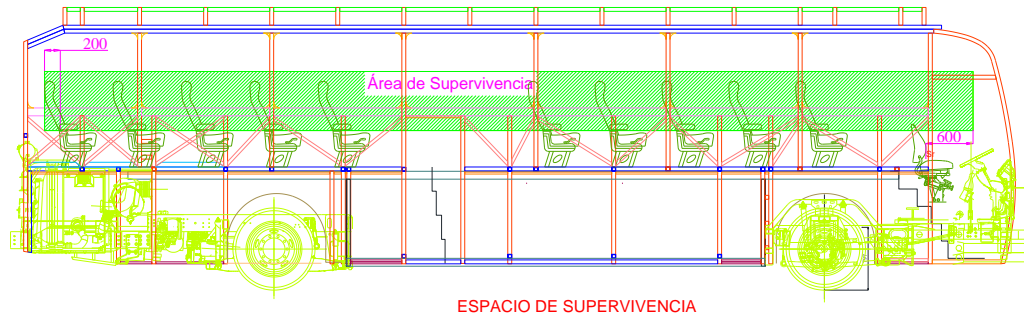 200
Área de Supervivencia
600
ESPACIO DE SUPERVIVENCIA